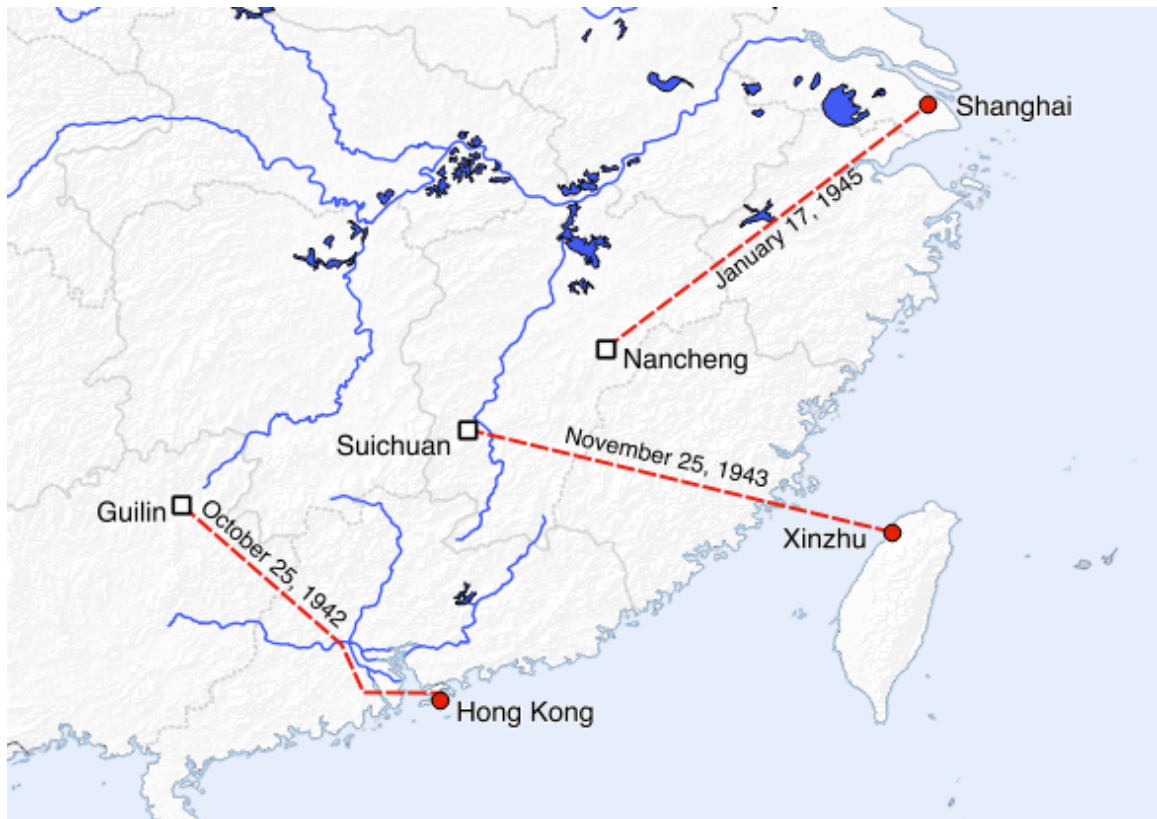 Shanghai
January 17, 1945
Nancheng
Suichuan
November 25, 1943
Guilin
October 25, 1942
Xinzhu
Hong Kong